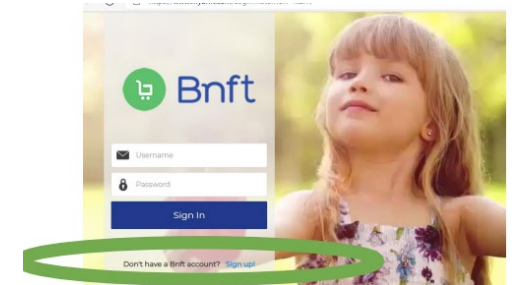 Bnft
Username
Password
Sign In
Don't have a Bnft account? Sign up!